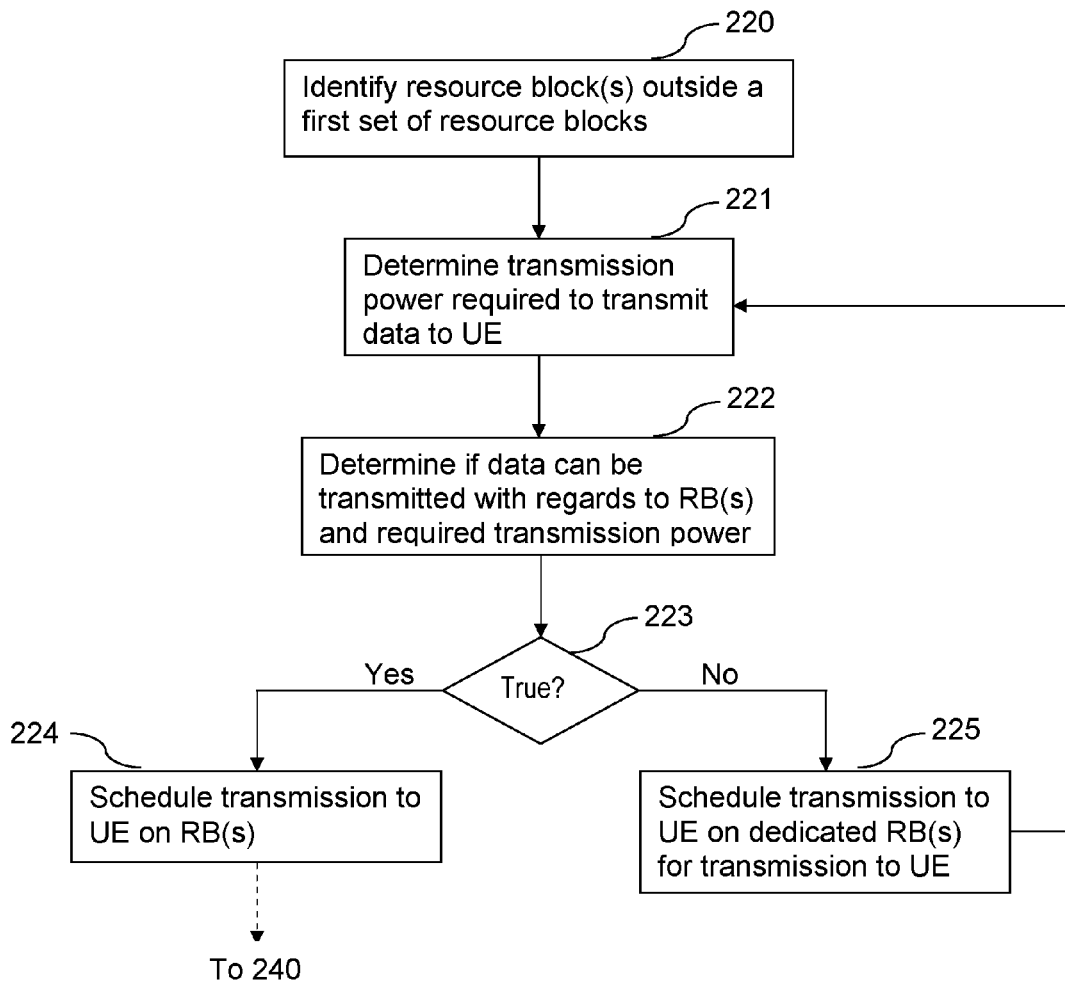 220
Identify resource block(s) outside a
first set of resource blocks
221
Determine transmission
power required to transmit
data to UE
222
Determine if data can be
transmitted with regards to RB(s)
and required transmission power
223
Yes
True?
No
224
225
Schedule transmission to
UE on RB(s)
Schedule transmission to
UE on dedicated RB(s)
for transmission to UE
To 240